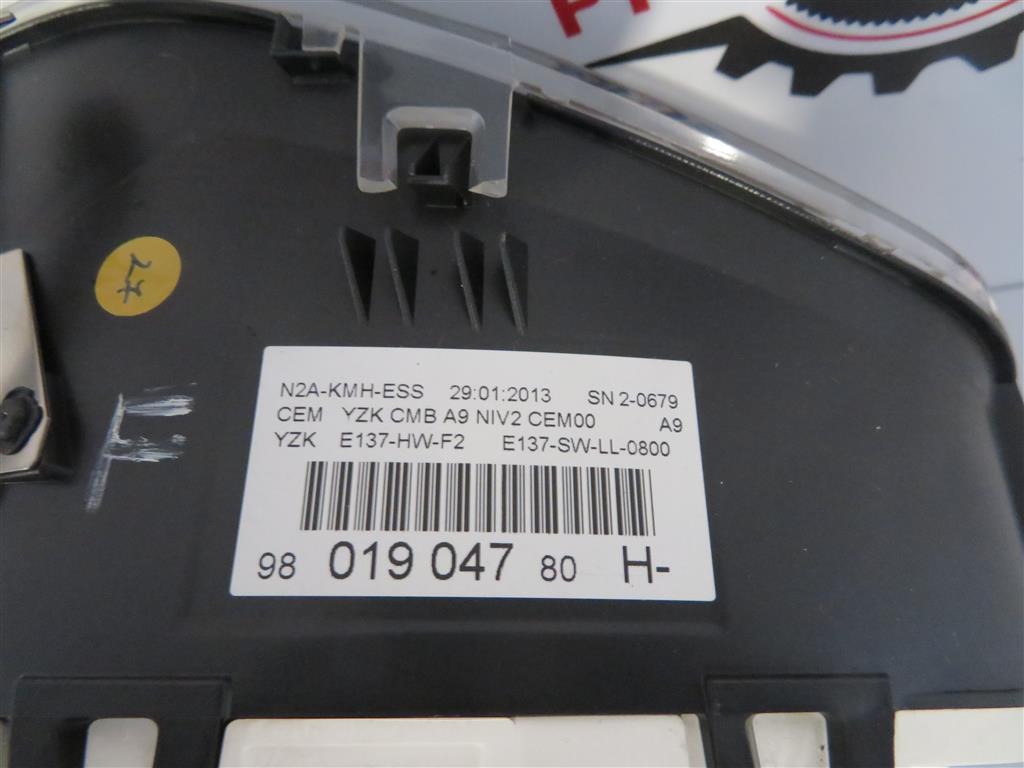 27
N2A-KMH-ESS 29:01:2013 SN 2-0679
CEM YZK CMB A9 NIV2 CEM00 A9
YZK E137-HW-F2 E137-SW-LL-0800
98 019 047 80 H-